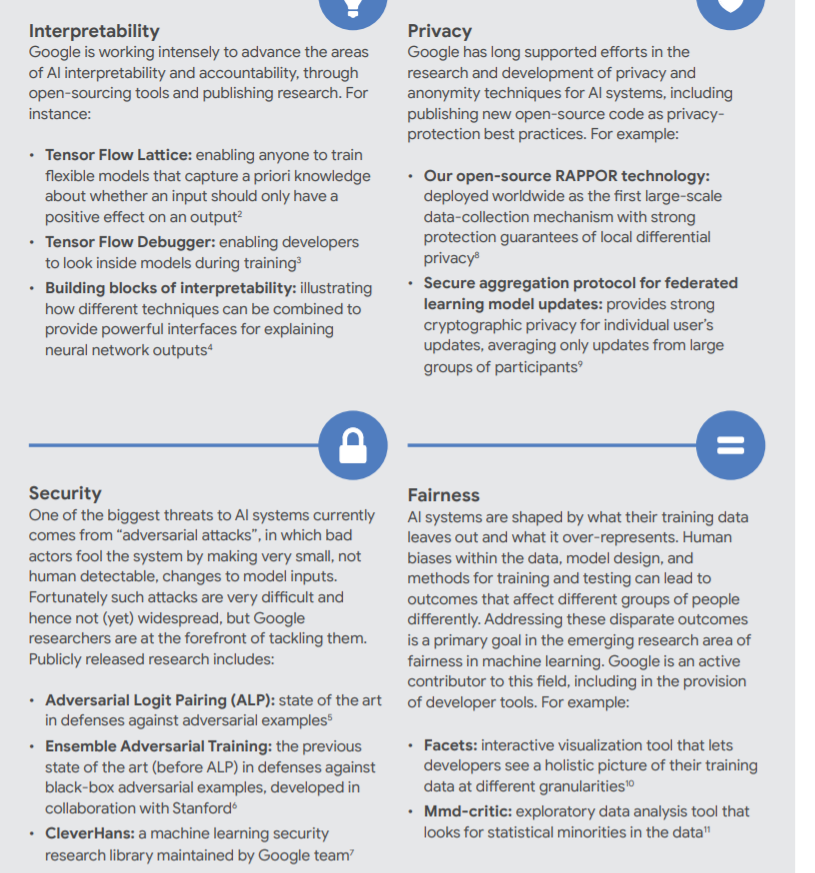 Interpretability
Google is working intensely to advance the areas
of AI interpretability and accountability, through
open-sourcing tools and publishing research. For
instance:
• Tensor Flow Lattice: enabling anyone to train
flexible models that capture a priori knowledge
about whether an input should only have a
positive effect on an output²
• Tensor Flow Debugger: enabling developers
to look inside models during training³
• Building blocks of interpretability: illustrating
how different techniques can be combined to
provide powerful interfaces for explaining
neural network outputs⁴
Privacy
Google has long supported efforts in the
research and development of privacy and
anonymity techniques for AI systems, including
publishing new open-source code as privacy-
protection best practices. For example:
• Our open-source RAPPOR technology:
deployed worldwide as the first large-scale
data-collection mechanism with strong
protection guarantees of local differential
privacy⁸
• Secure aggregation protocol for federated
learning model updates: provides strong
cryptographic privacy for individual user's
updates, averaging only updates from large
groups of participants⁹
Security
One of the biggest threats to AI systems currently
comes from “adversarial attacks”, in which bad
actors fool the system by making very small, not
human detectable, changes to model inputs.
Fortunately such attacks are very difficult and
hence not (yet) widespread, but Google
researchers are at the forefront of tackling them.
Publicly released research includes:
• Adversarial Logit Pairing (ALP): state of the art
in defenses against adversarial examples⁵
• Ensemble Adversarial Training: the previous
state of the art (before ALP) in defenses against
black-box adversarial examples, developed in
collaboration with Stanford⁶
• CleverHans: a machine learning security
research library maintained by Google team⁷
Fairness
AI systems are shaped by what their training data
leaves out and what it over-represents. Human
biases within the data, model design, and
methods for training and testing can lead to
outcomes that affect different groups of people
differently. Addressing these disparate outcomes
is a primary goal in the emerging research area of
fairness in machine learning. Google is an active
contributor to this field, including in the provision
of developer tools. For example:
• Facets: interactive visualization tool that lets
developers see a holistic picture of their training
data at different granularities¹⁰
• Mmd-critic: exploratory data analysis tool that
looks for statistical minorities in the data¹¹